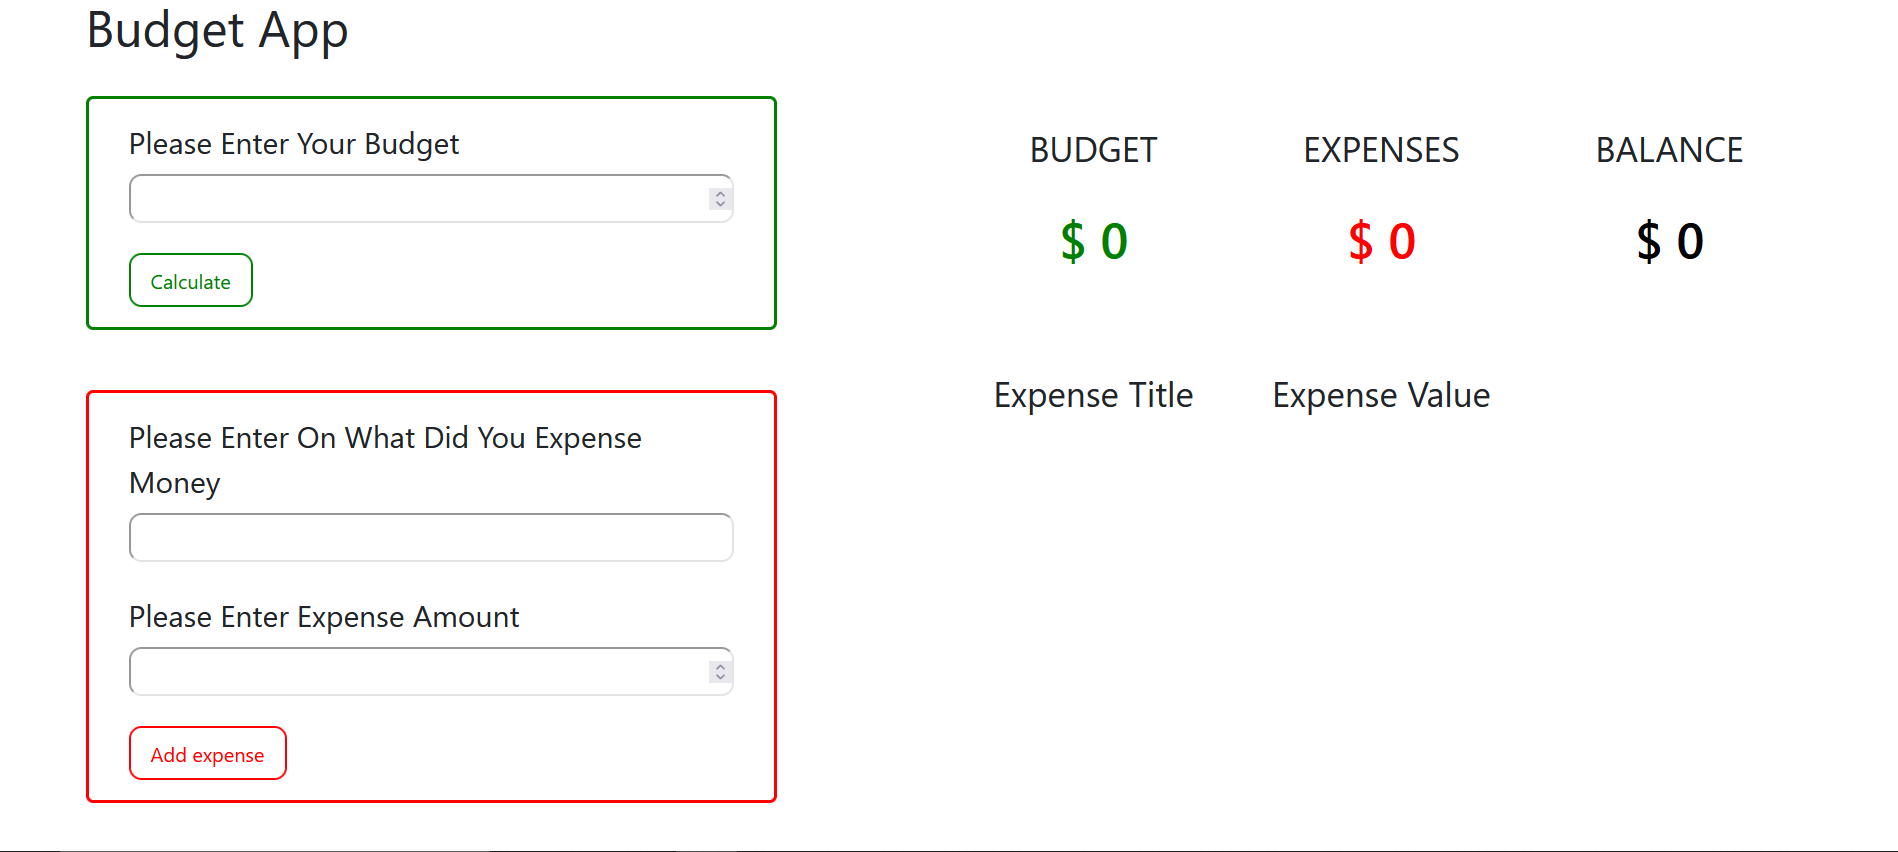 Budget App
Please Enter Your Budget
Calculate
BUDGET EXPENSES BALANCE
$ 0 $ 0 $ 0
Please Enter On What Did You Expense
Money
Please Enter Expense Amount
Add expense
Expense Title Expense Value